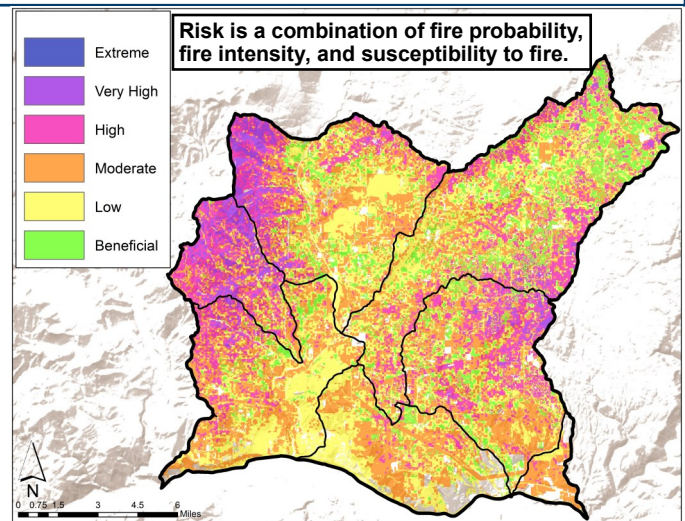 Risk is a combination of fire probability,
fire intensity, and susceptibility to fire.
Extreme
Very High
High
Moderate
Low
Beneficial
N
0 0.75 1.5 3 4.5 6
Miles